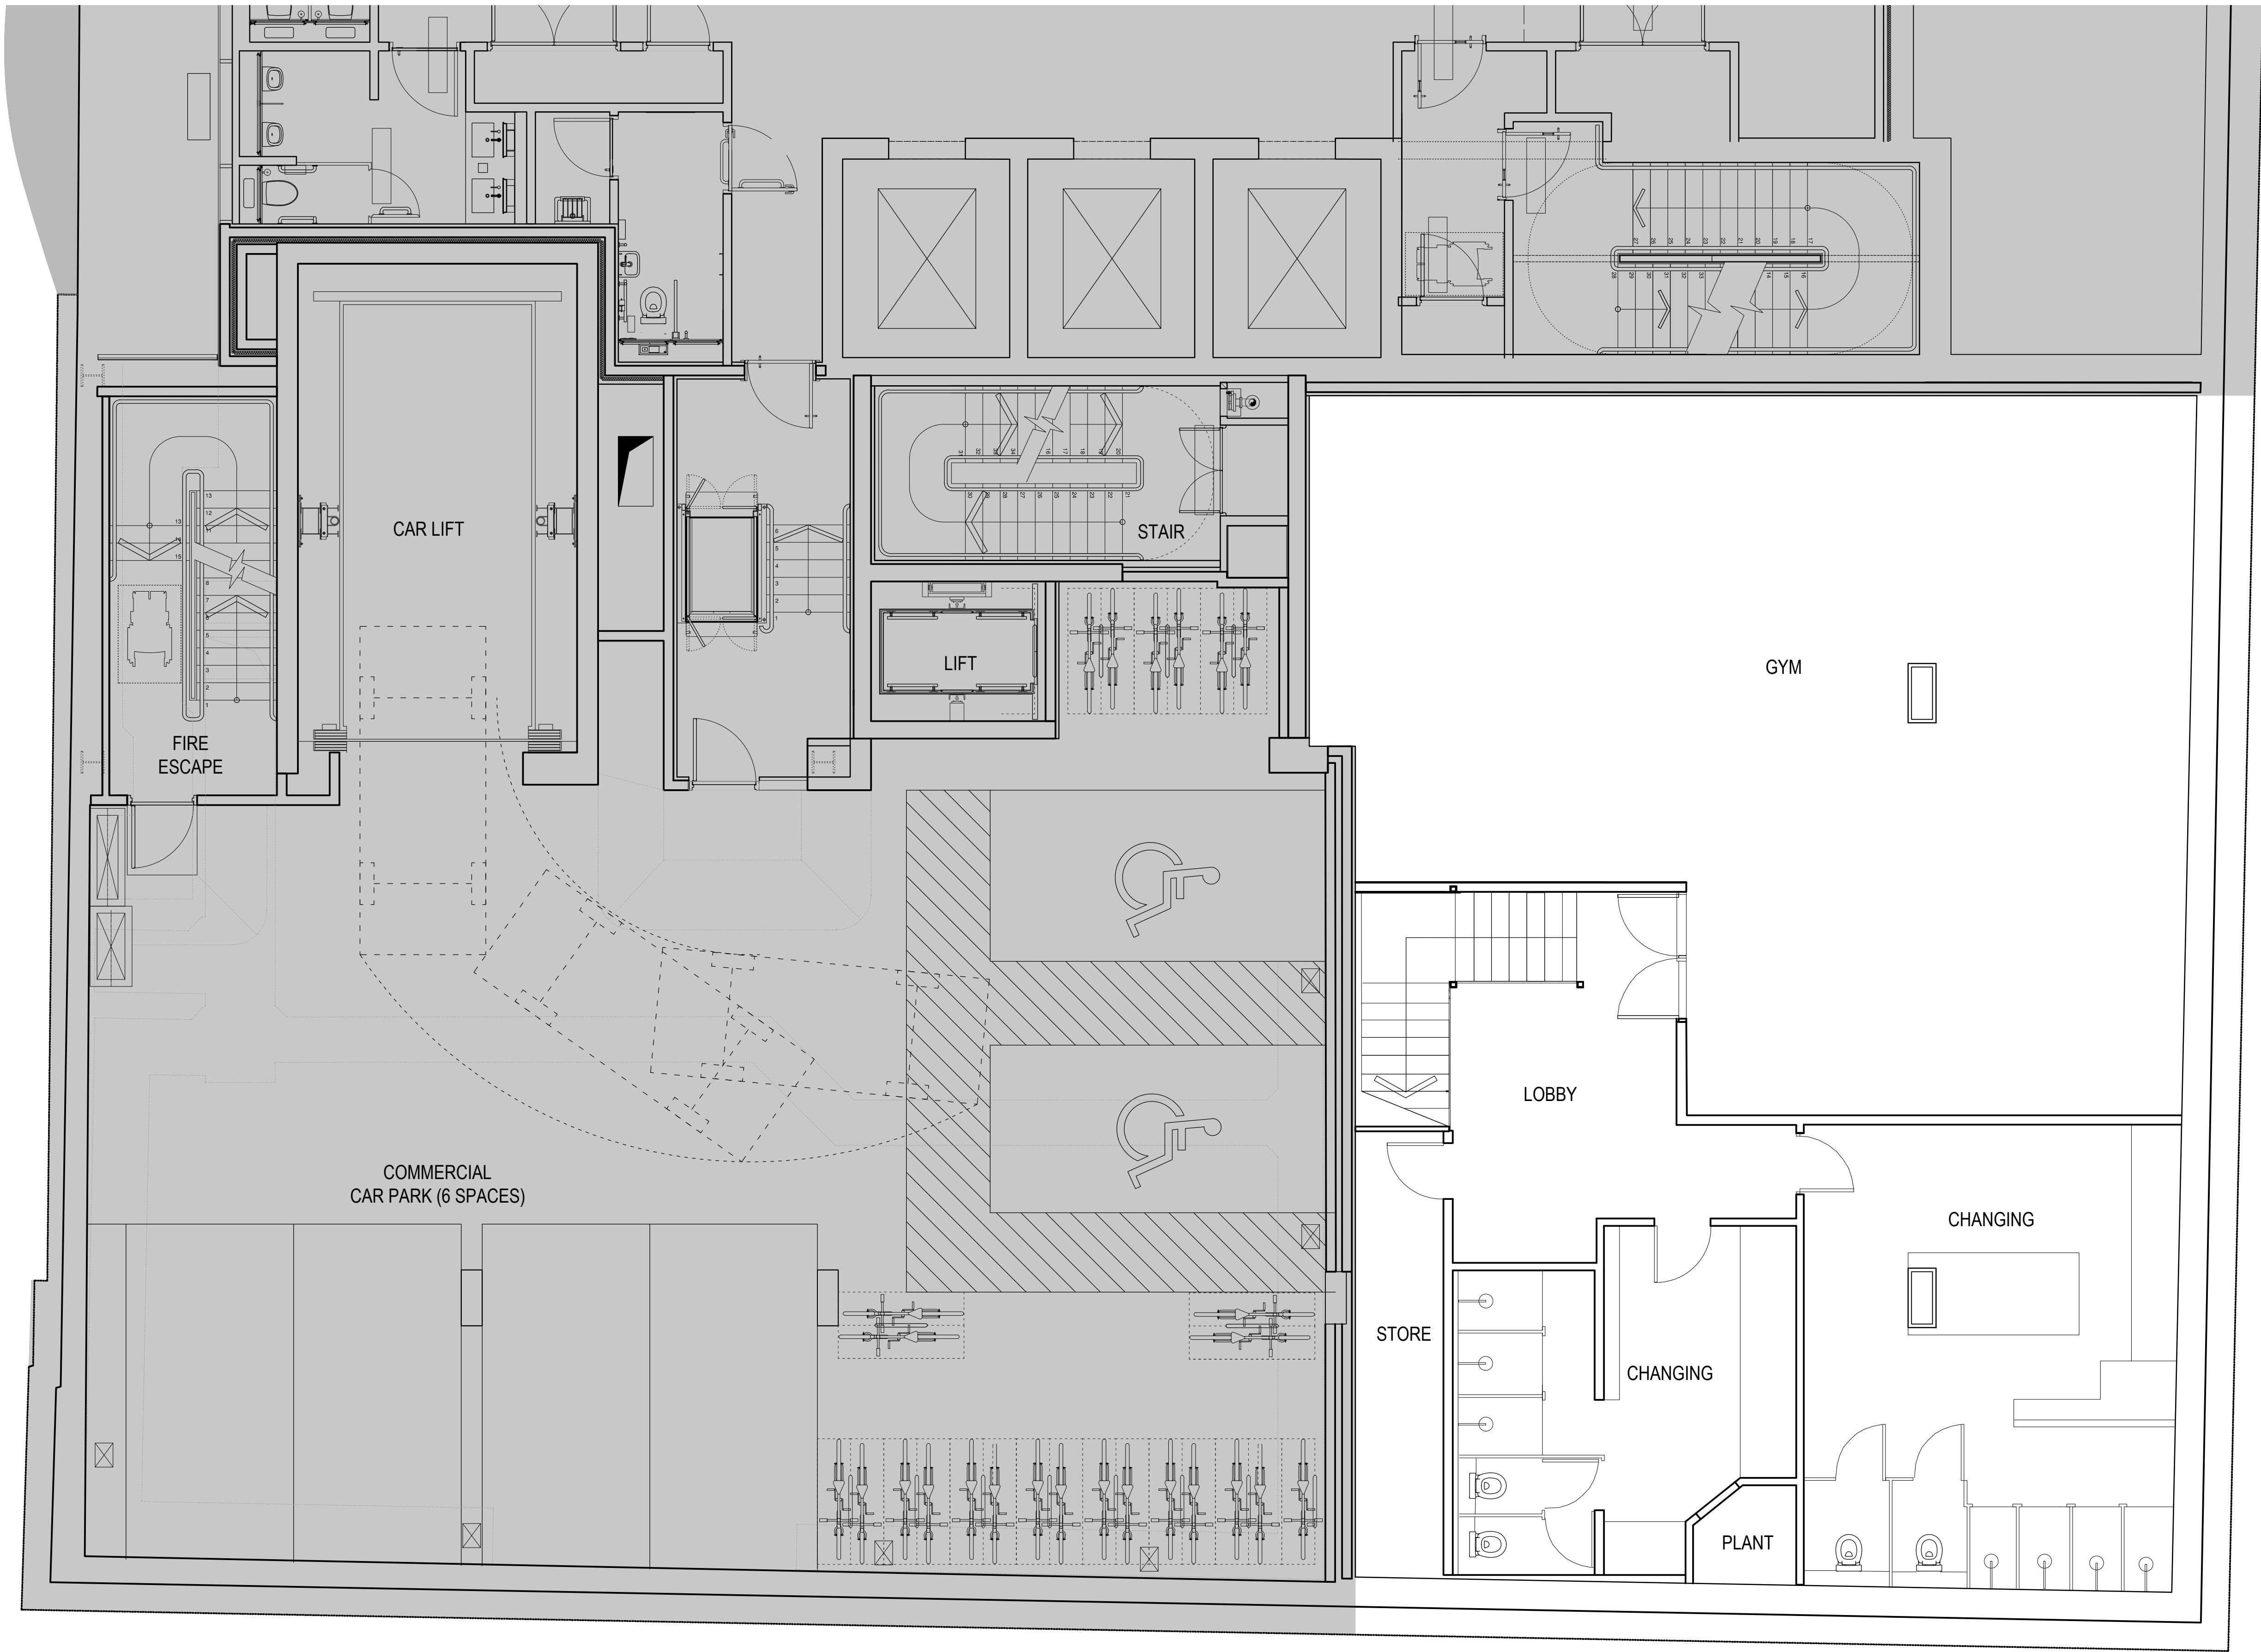 CAR LIFT
STAIR
LIFT
GYM
FIRE
ESCAPE
LOBBY
COMMERCIAL
CAR PARK (6 SPACES)
CHANGING
STORE
CHANGING
PLANT